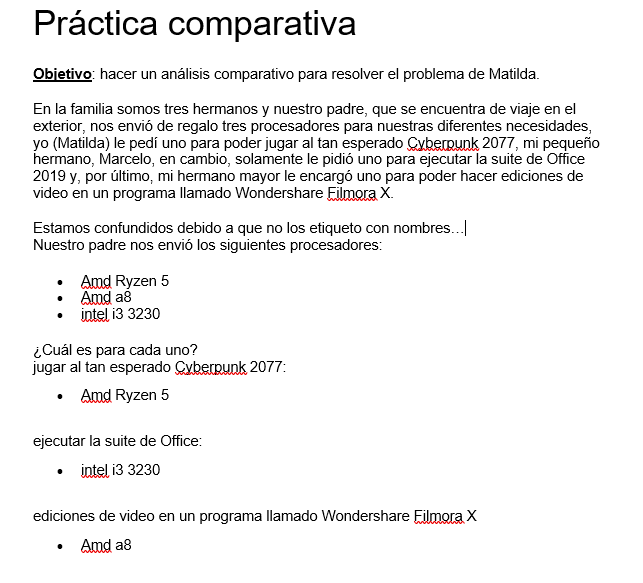 Práctica comparativa
Objetivo: hacer un análisis comparativo para resolver el problema de Matilda.
En la familia somos tres hermanos y nuestro padre, que se encuentra de viaje en el
exterior, nos envió de regalo tres procesadores para nuestras diferentes necesidades,
yo (Matilda) le pedí uno para poder jugar al tan esperado Cyberpunk 2077, mi pequeño
hermano, Marcelo, en cambio, solamente le pidió uno para ejecutar la suite de Office
2019 y, por último, mi hermano mayor le encargó uno para poder hacer ediciones de
video en un programa llamado Wondershare Filmora X.
Estamos confundidos debido a que no los etiqueto con nombres...
Nuestro padre nos envió los siguientes procesadores:
• Amd Ryzen 5
• Amd a8
• intel i3 3230
¿Cuál es para cada uno?
jugar al tan esperado Cyberpunk 2077:
• Amd Ryzen 5
ejecutar la suite de Office:
• intel i3 3230
ediciones de video en un programa llamado Wondershare Filmora X
• Amd a8